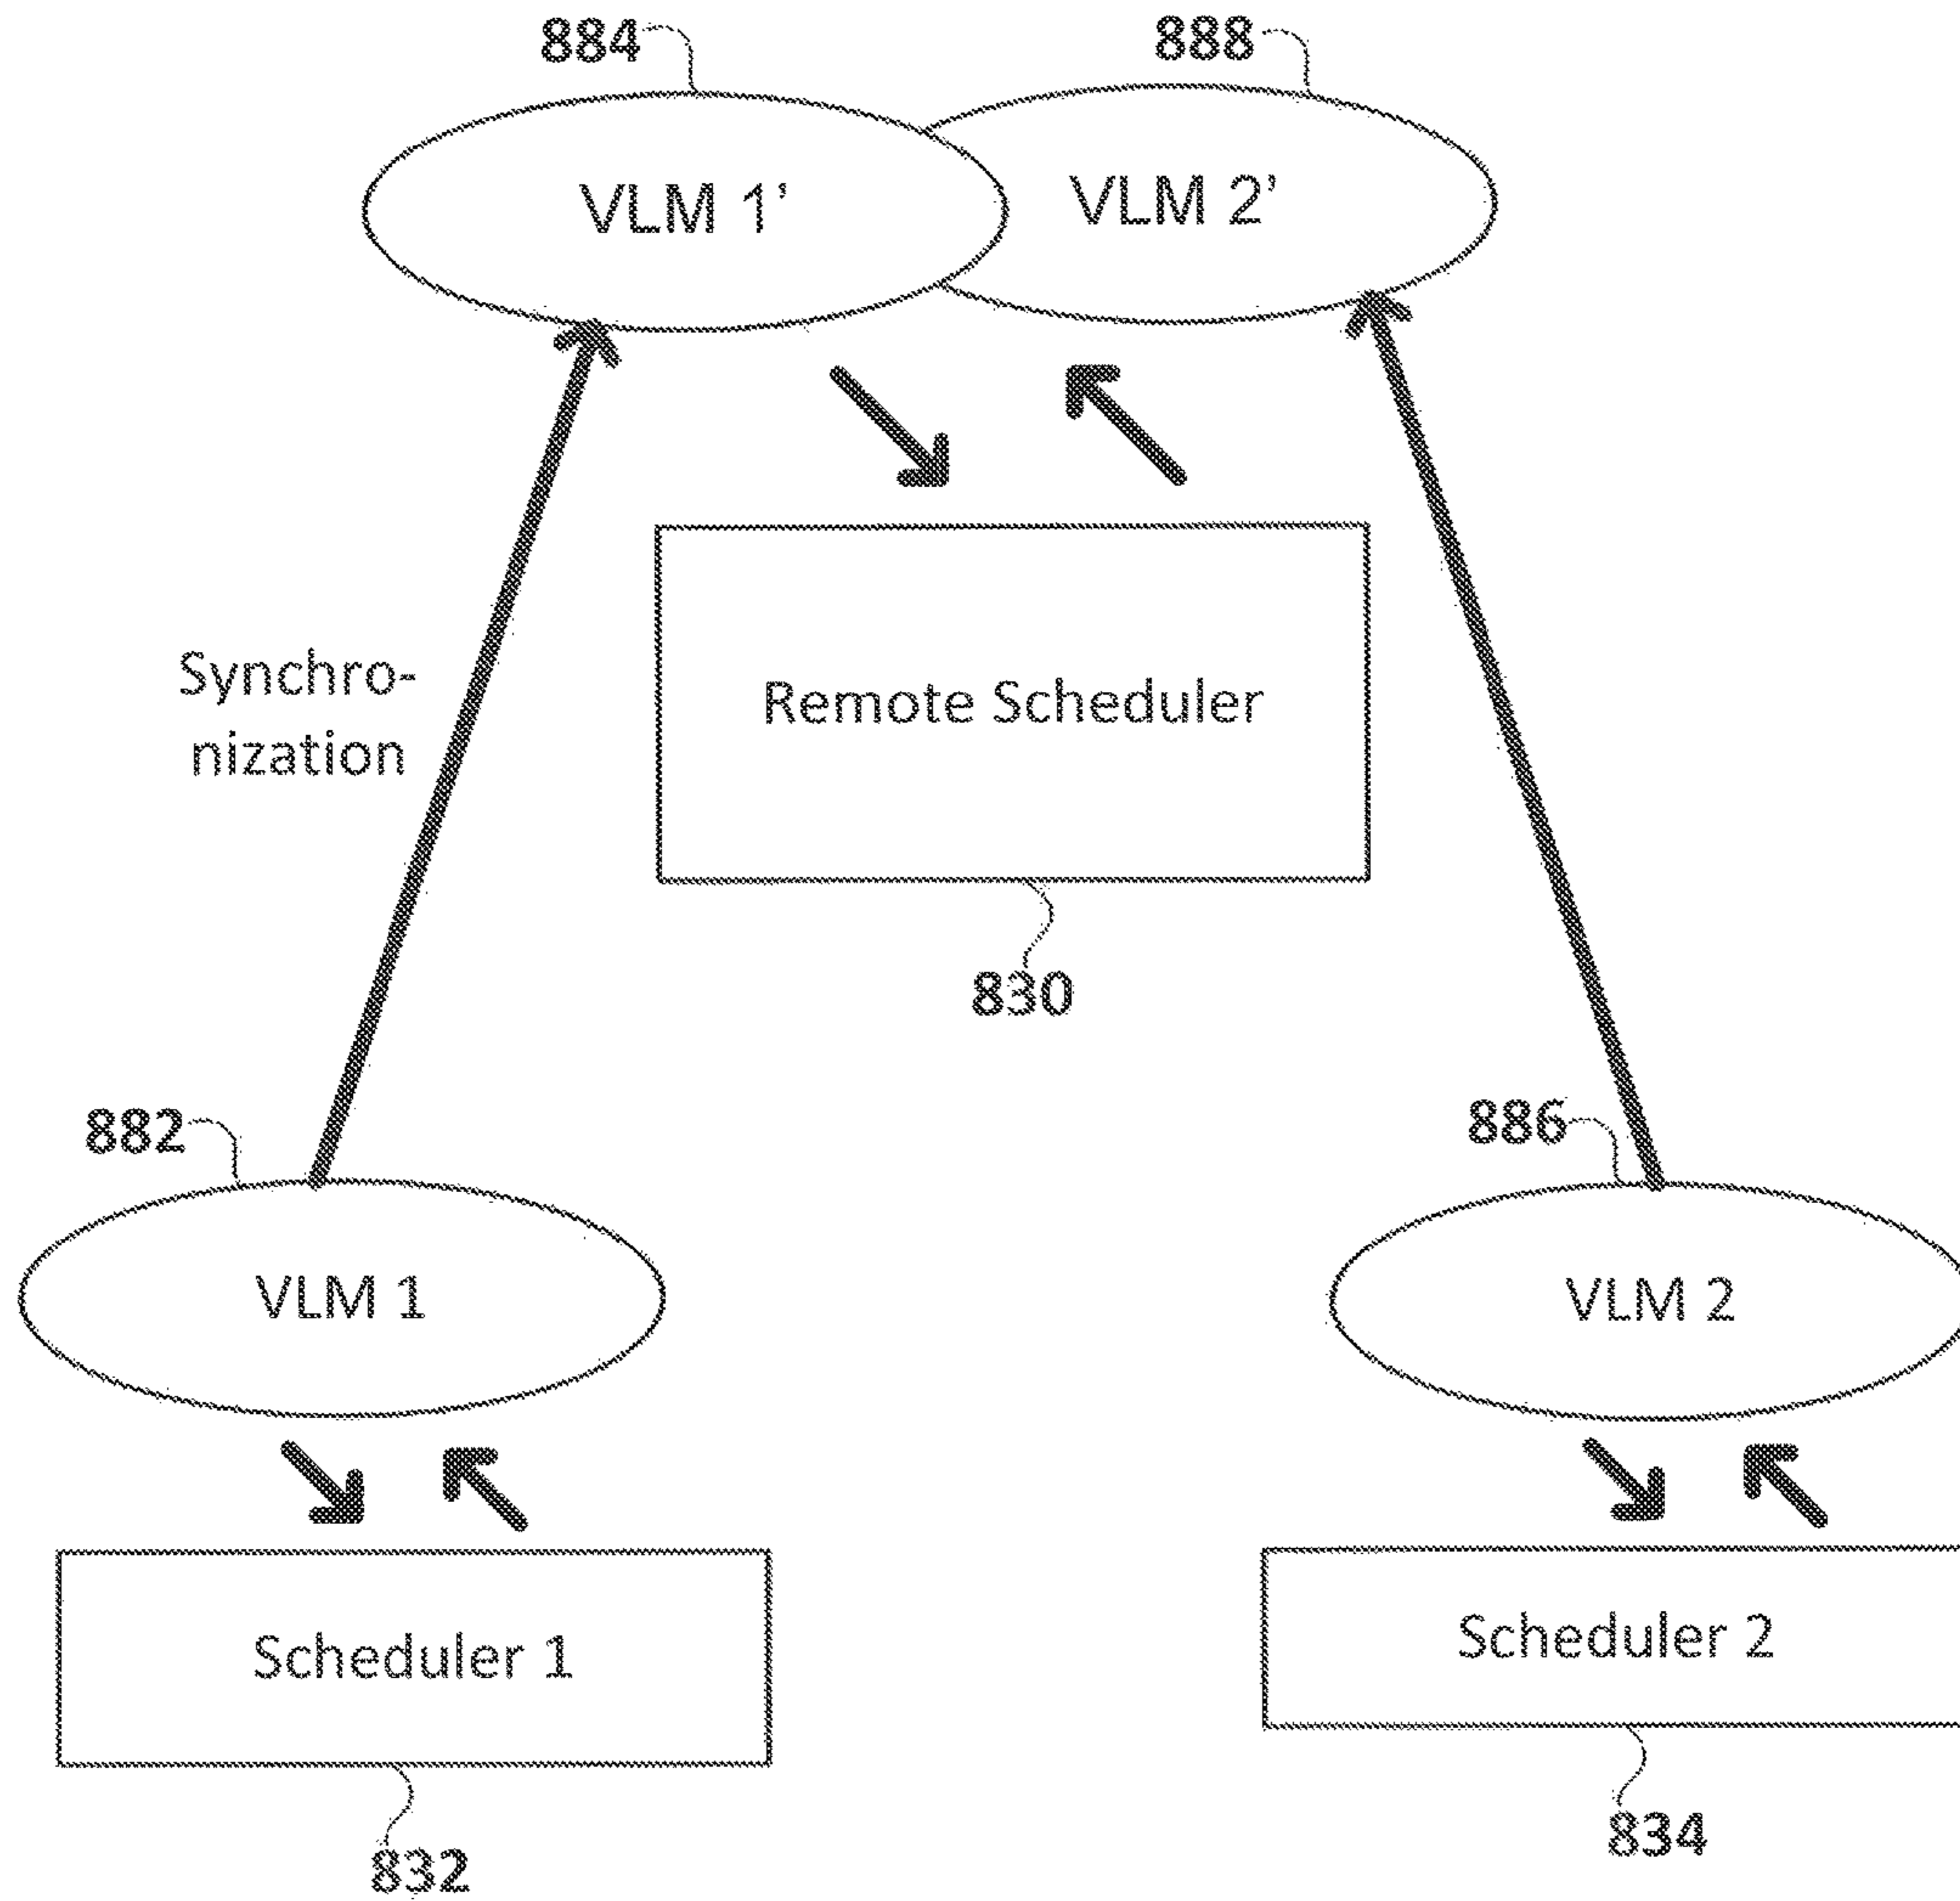 884
888
VLM 1’
VLM 2’
Synchro-
nization
Remote Scheduler
830
882
886
VLM 1
VLM 2
Scheduler 1
Scheduler 2
832
834